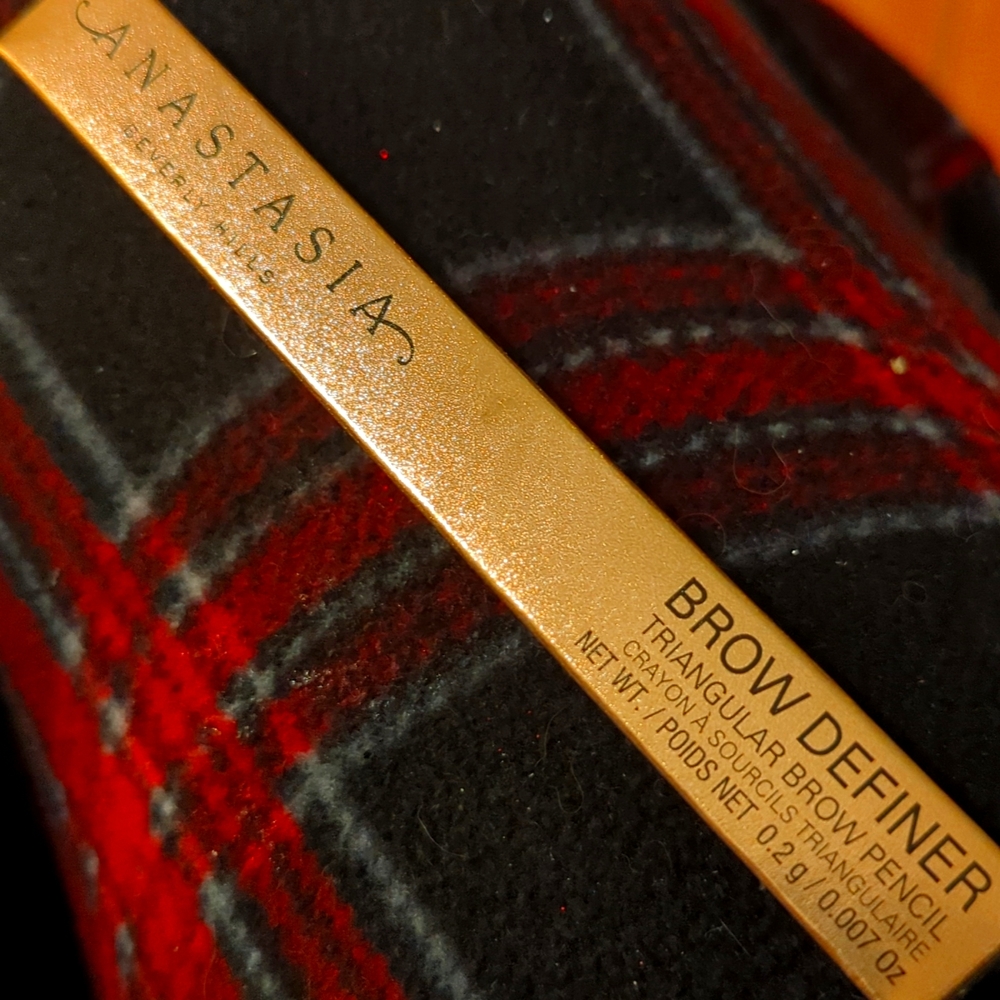 ANASTASIA
BEVERLY HILLS
BROW DEFINER
TRIANGULAR BROW PENCIL
CRAYON À SOURCILS TRIANGULAIRE
NET WT. / POIDS NET 0.2 g / 0.007 Oz